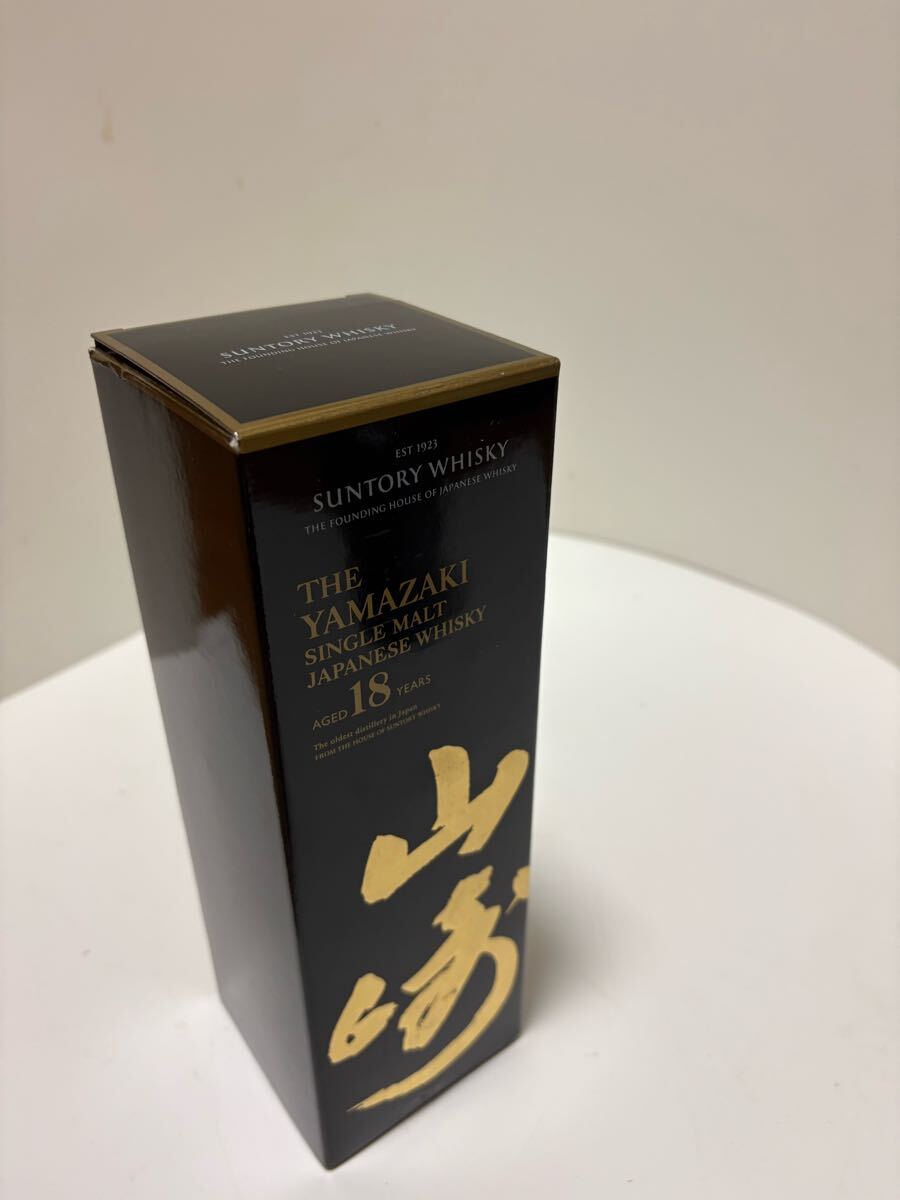 EST 1923
SUNTORY WHISKY
THE FOUNDING HOUSE OF JAPANESE WHISKY
EST 1923
SUNTORY WHISKY
THE FOUNDING HOUSE OF JAPANESE WHISKY
THE
YAMAZAKI
SINGLE MALT
JAPANESE WHISKY
AGED 18 YEARS
The oldest distillery in Japan
FROM THE HOUSE OF SUNTORY WHISKY
山
崎